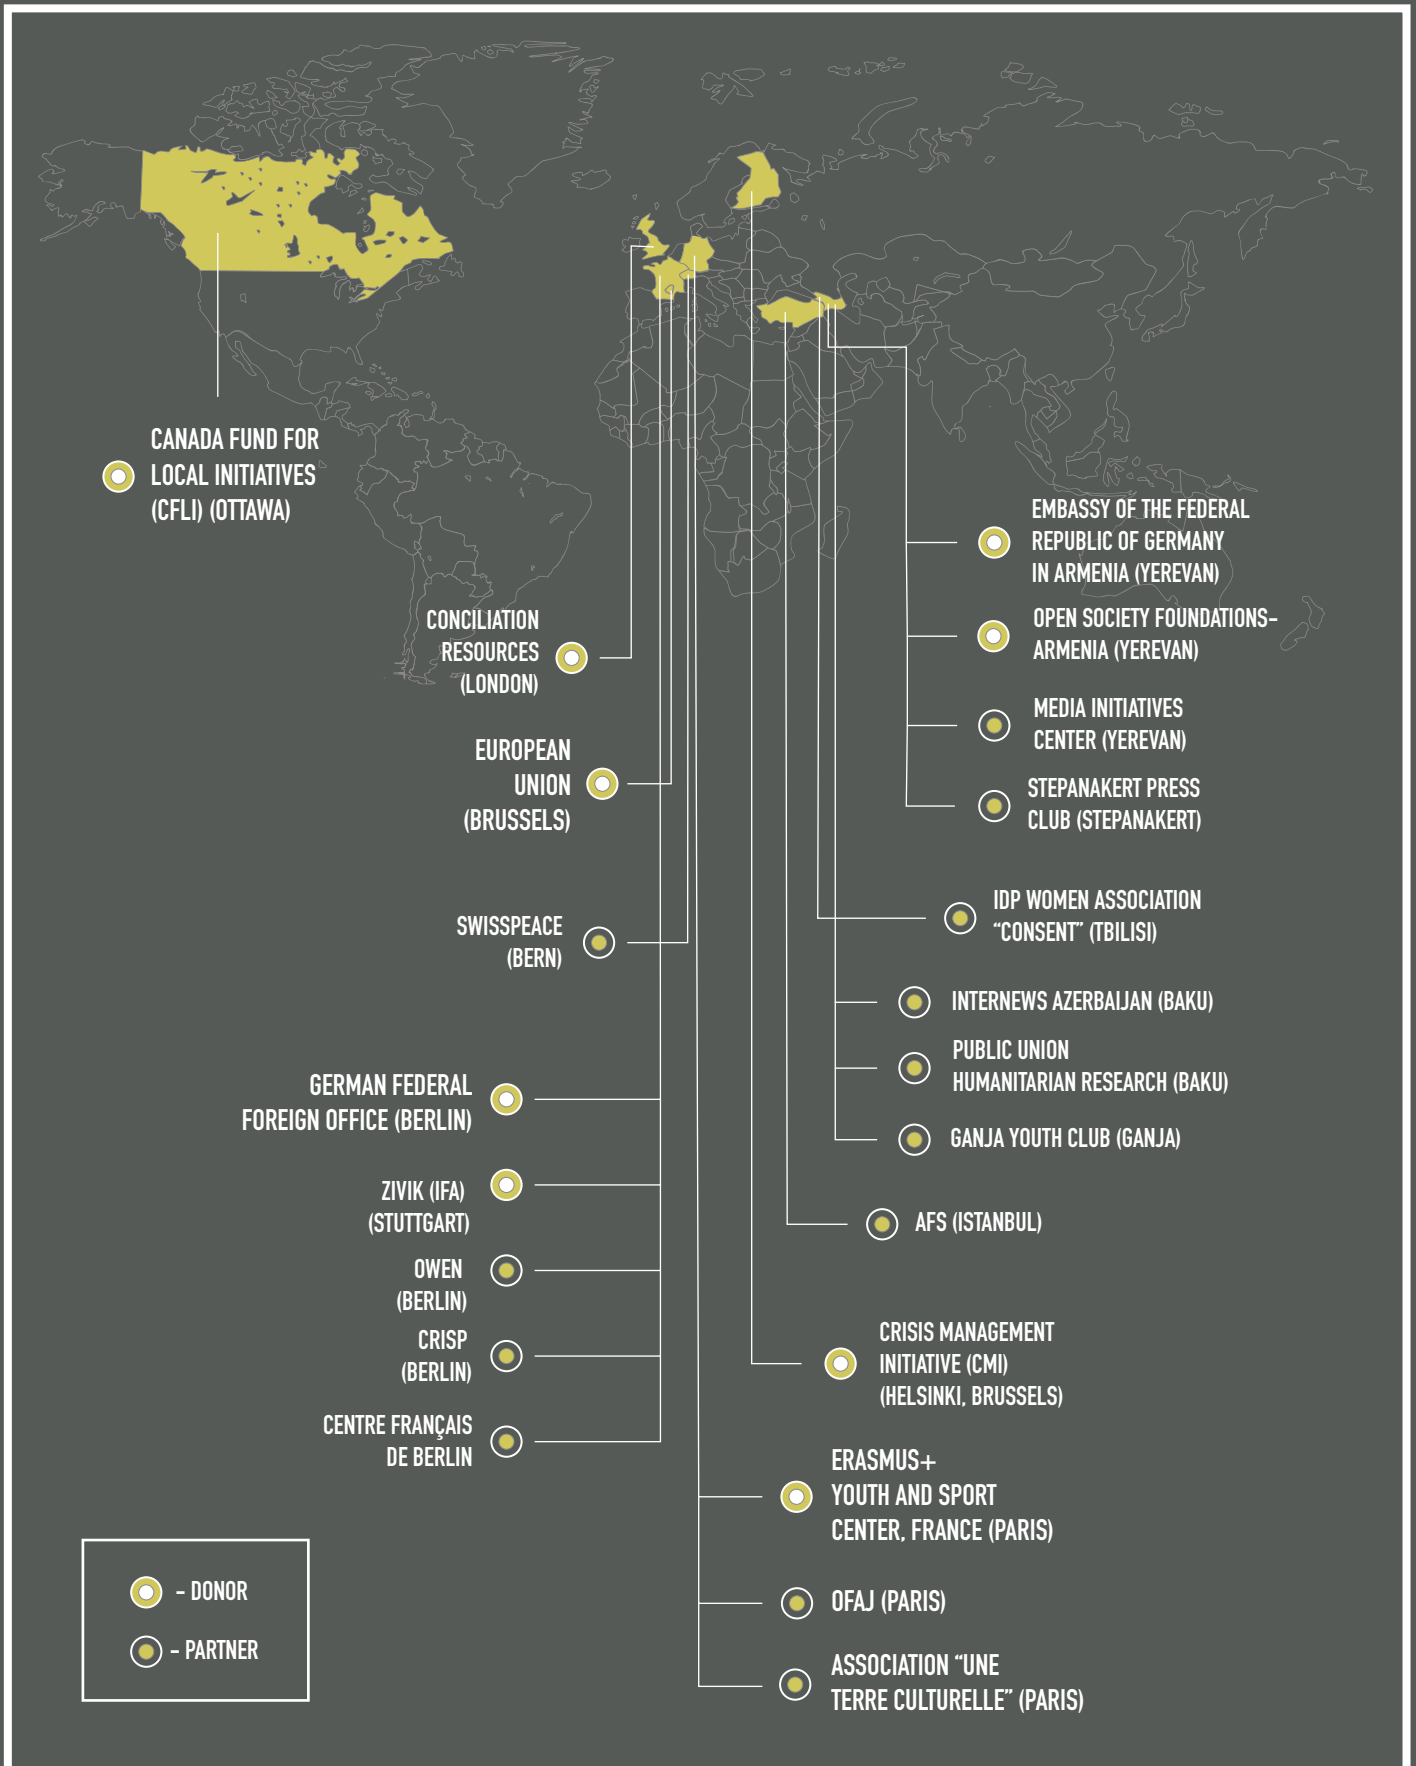 CANADA FUND FOR
LOCAL INITIATIVES
(CFLI) (OTTAWA)
CONCILIATION
RESOURCES
(LONDON)
EUROPEAN
UNION
(BRUSSELS)
SWISSPEACE
(BERN)
GERMAN FEDERAL
FOREIGN OFFICE (BERLIN)
ZIVIK (IFA)
(STUTTGART)
OWEN
(BERLIN)
CRISP
(BERLIN)
CENTRE FRANÇAIS
DE BERLIN
EMBASSY OF THE FEDERAL
REPUBLIC OF GERMANY
IN ARMENIA (YEREVAN)
OPEN SOCIETY FOUNDATIONS-
ARMENIA (YEREVAN)
MEDIA INITIATIVES
CENTER (YEREVAN)
STEPANAKERT PRESS
CLUB (STEPANAKERT)
IDP WOMEN ASSOCIATION
“CONSENT” (TBILISI)
INTERNEWS AZERBAIJAN (BAKU)
PUBLIC UNION
HUMANITARIAN RESEARCH (BAKU)
GANJA YOUTH CLUB (GANJA)
AFS (ISTANBUL)
CRISIS MANAGEMENT
INITIATIVE (CMI)
(HELSINKI, BRUSSELS)
ERASMUS+
YOUTH AND SPORT
CENTER, FRANCE (PARIS)
OFAJ (PARIS)
ASSOCIATION “UNE
TERRE CULTURELLE” (PARIS)
- DONOR
- PARTNER